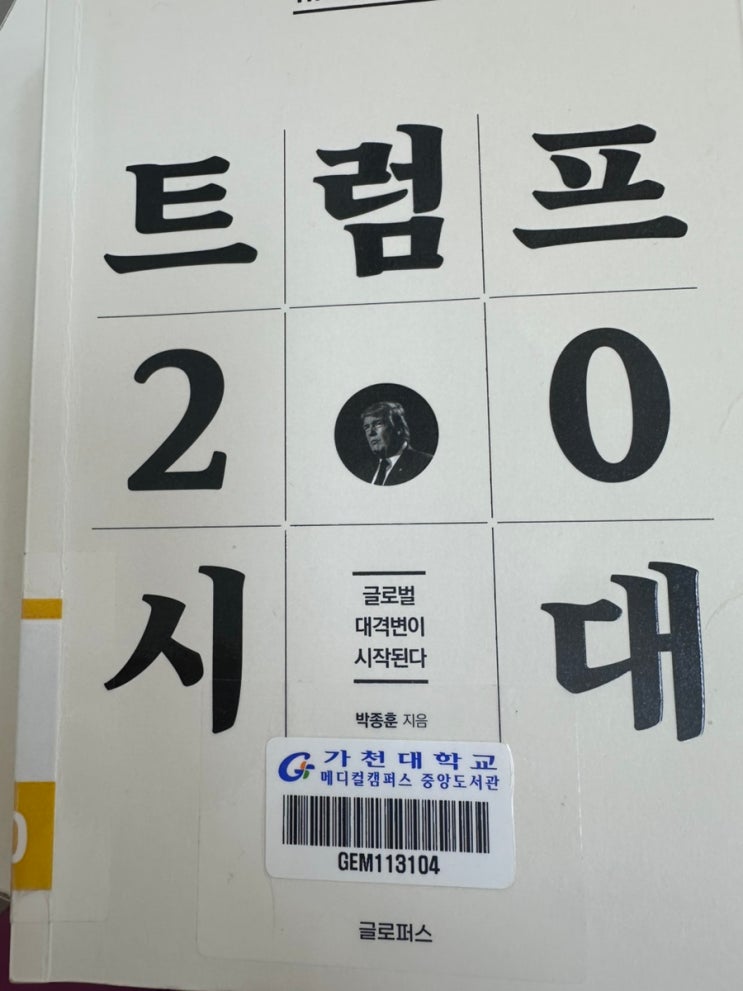 트럼프
2 0
시대
글로벌
대격변이
시작된다
박종훈 지음
가천대학교
메디컬캠퍼스 중앙도서관
GEM113104
글로퍼스